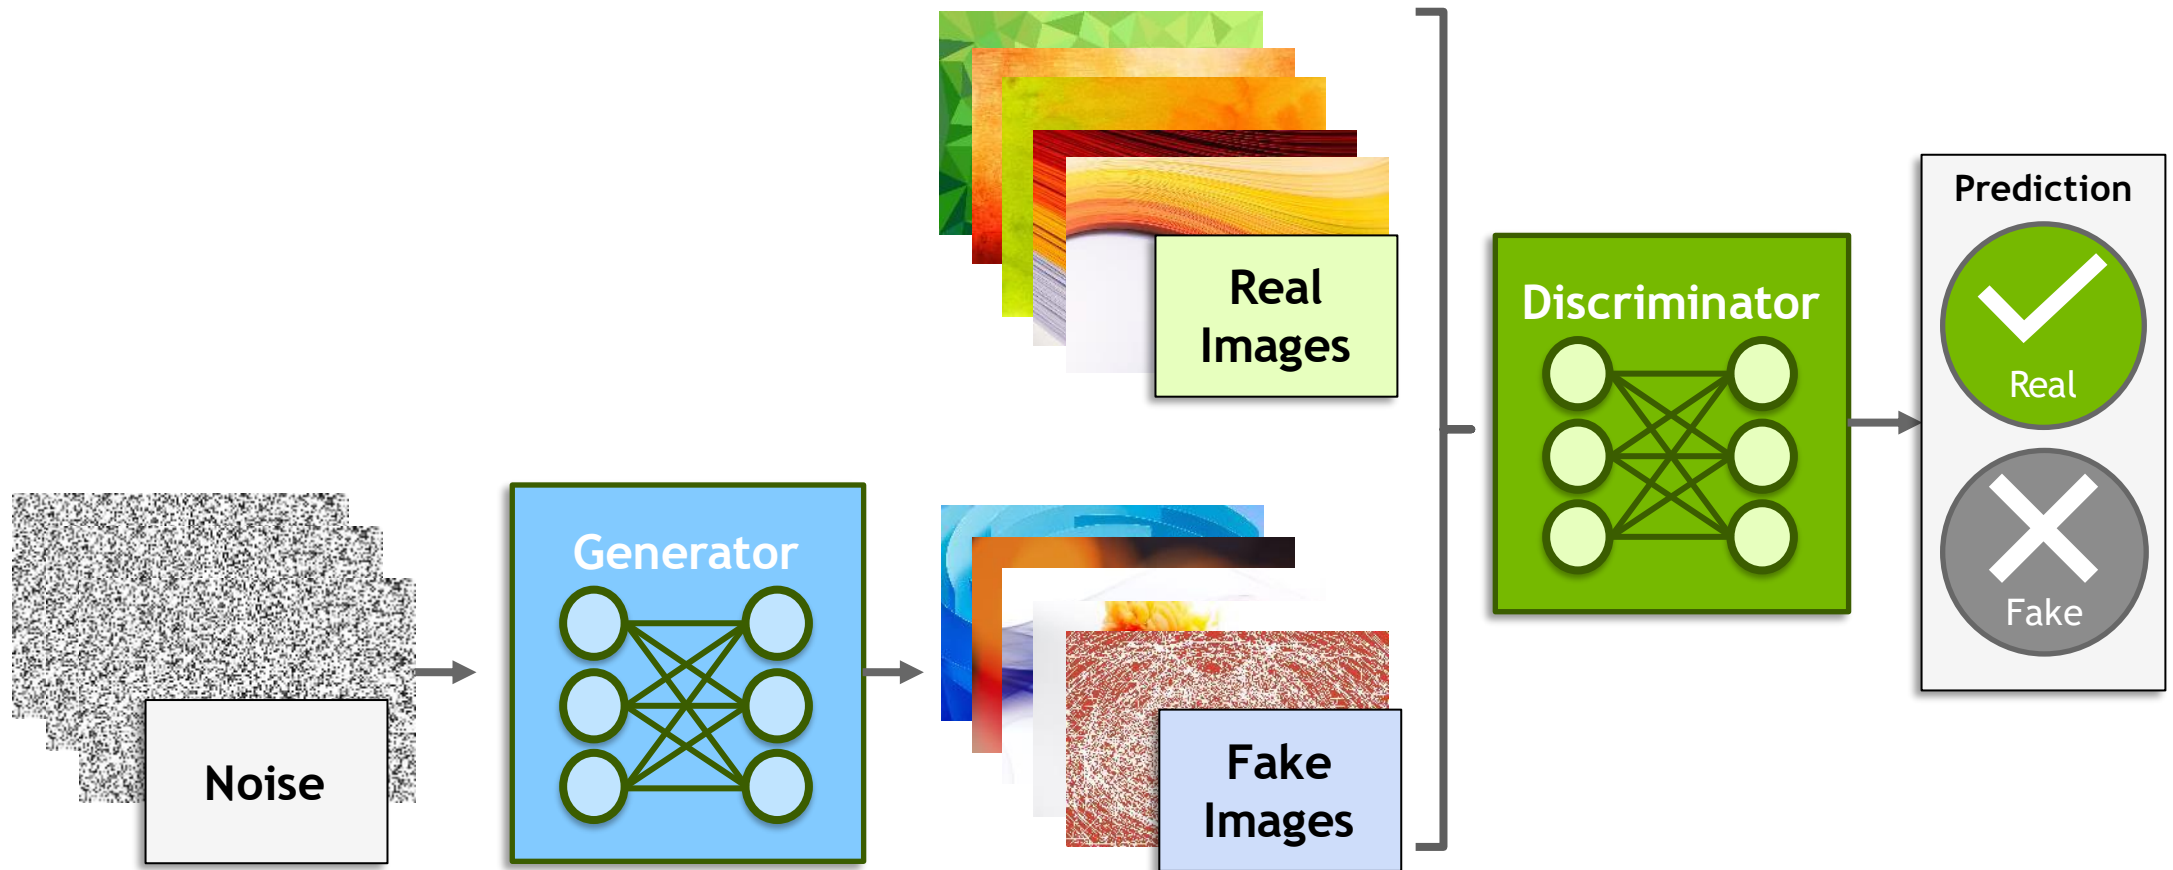 Noise
Generator
Real
Images
Fake
Images
Discriminator
Prediction
Real
Fake